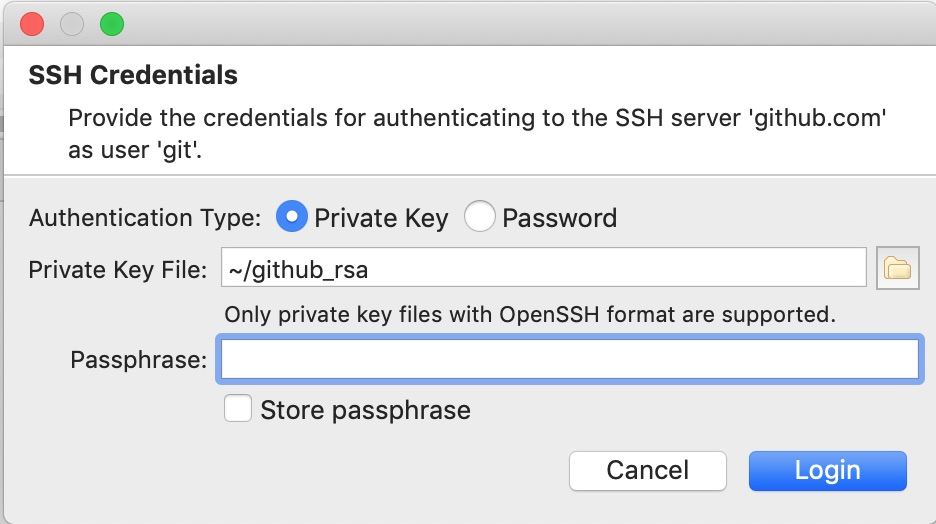 SSH Credentials
Provide the credentials for authenticating to the SSH server 'github.com'
as user 'git'.
Authentication Type: Private Key Password
Private Key File: ~/github_rsa
Only private key files with OpenSSH format are supported.
Passphrase:
Store passphrase
Cancel Login